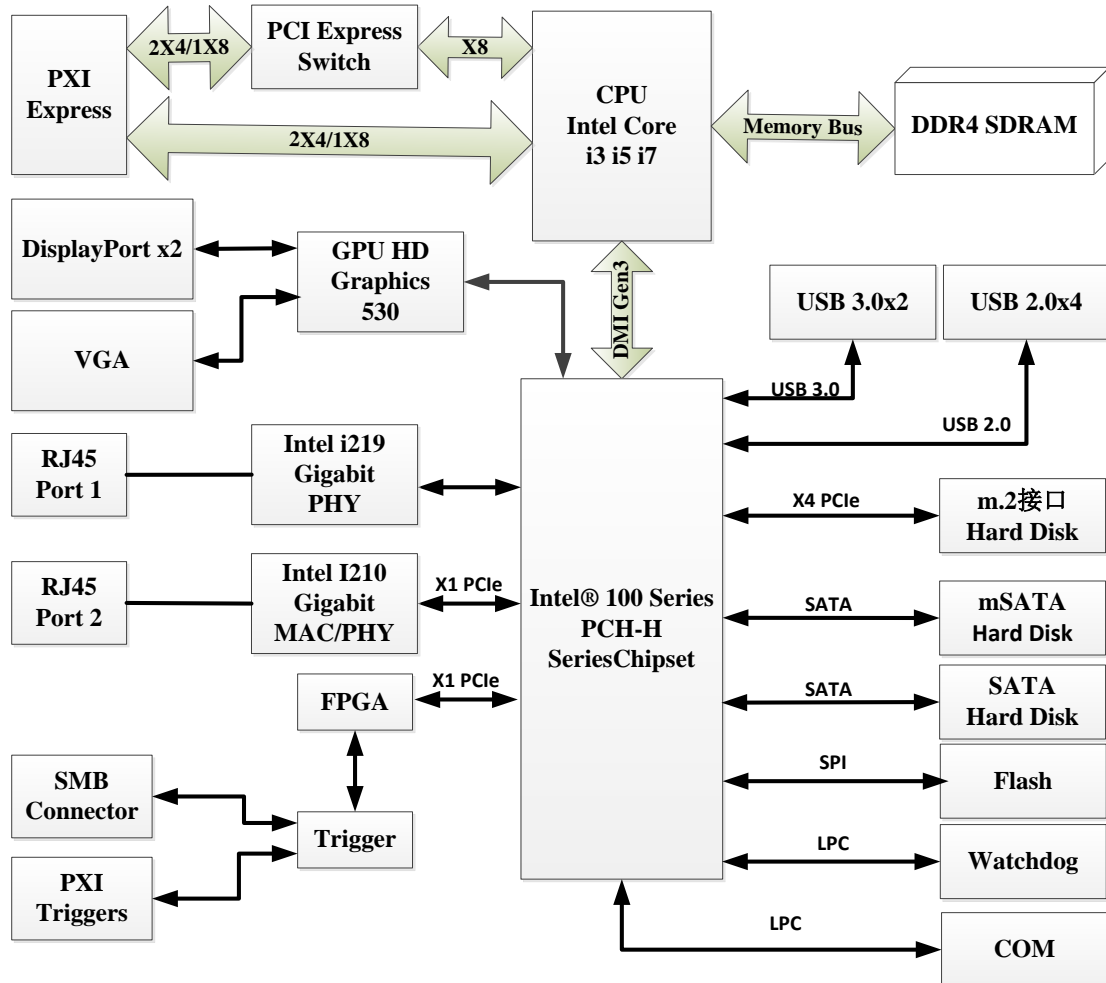 PXI
Express
2X4/1X8
PCI Express
Switch
X8
2X4/1X8
CPU
Intel Core
i3 i5 i7
Memory Bus
DDR4 SDRAM
DisplayPort x2
GPU HD
Graphics
530
VGA
DMI Gen3
USB 3.0x2
USB 2.0x4
USB 3.0
USB 2.0
RJ45
Port 1
Intel i219
Gigabit
PHY
X4 PCIe
m.2接口
Hard Disk
RJ45
Port 2
Intel I210
Gigabit
MAC/PHY
X1 PCIe
Intel® 100 Series
PCH-H
SeriesChipset
SATA
mSATA
Hard Disk
FPGA
X1 PCIe
SATA
SATA
Hard Disk
SMB
Connector
Trigger
PXI
Triggers
SPI
Flash
LPC
Watchdog
LPC
COM